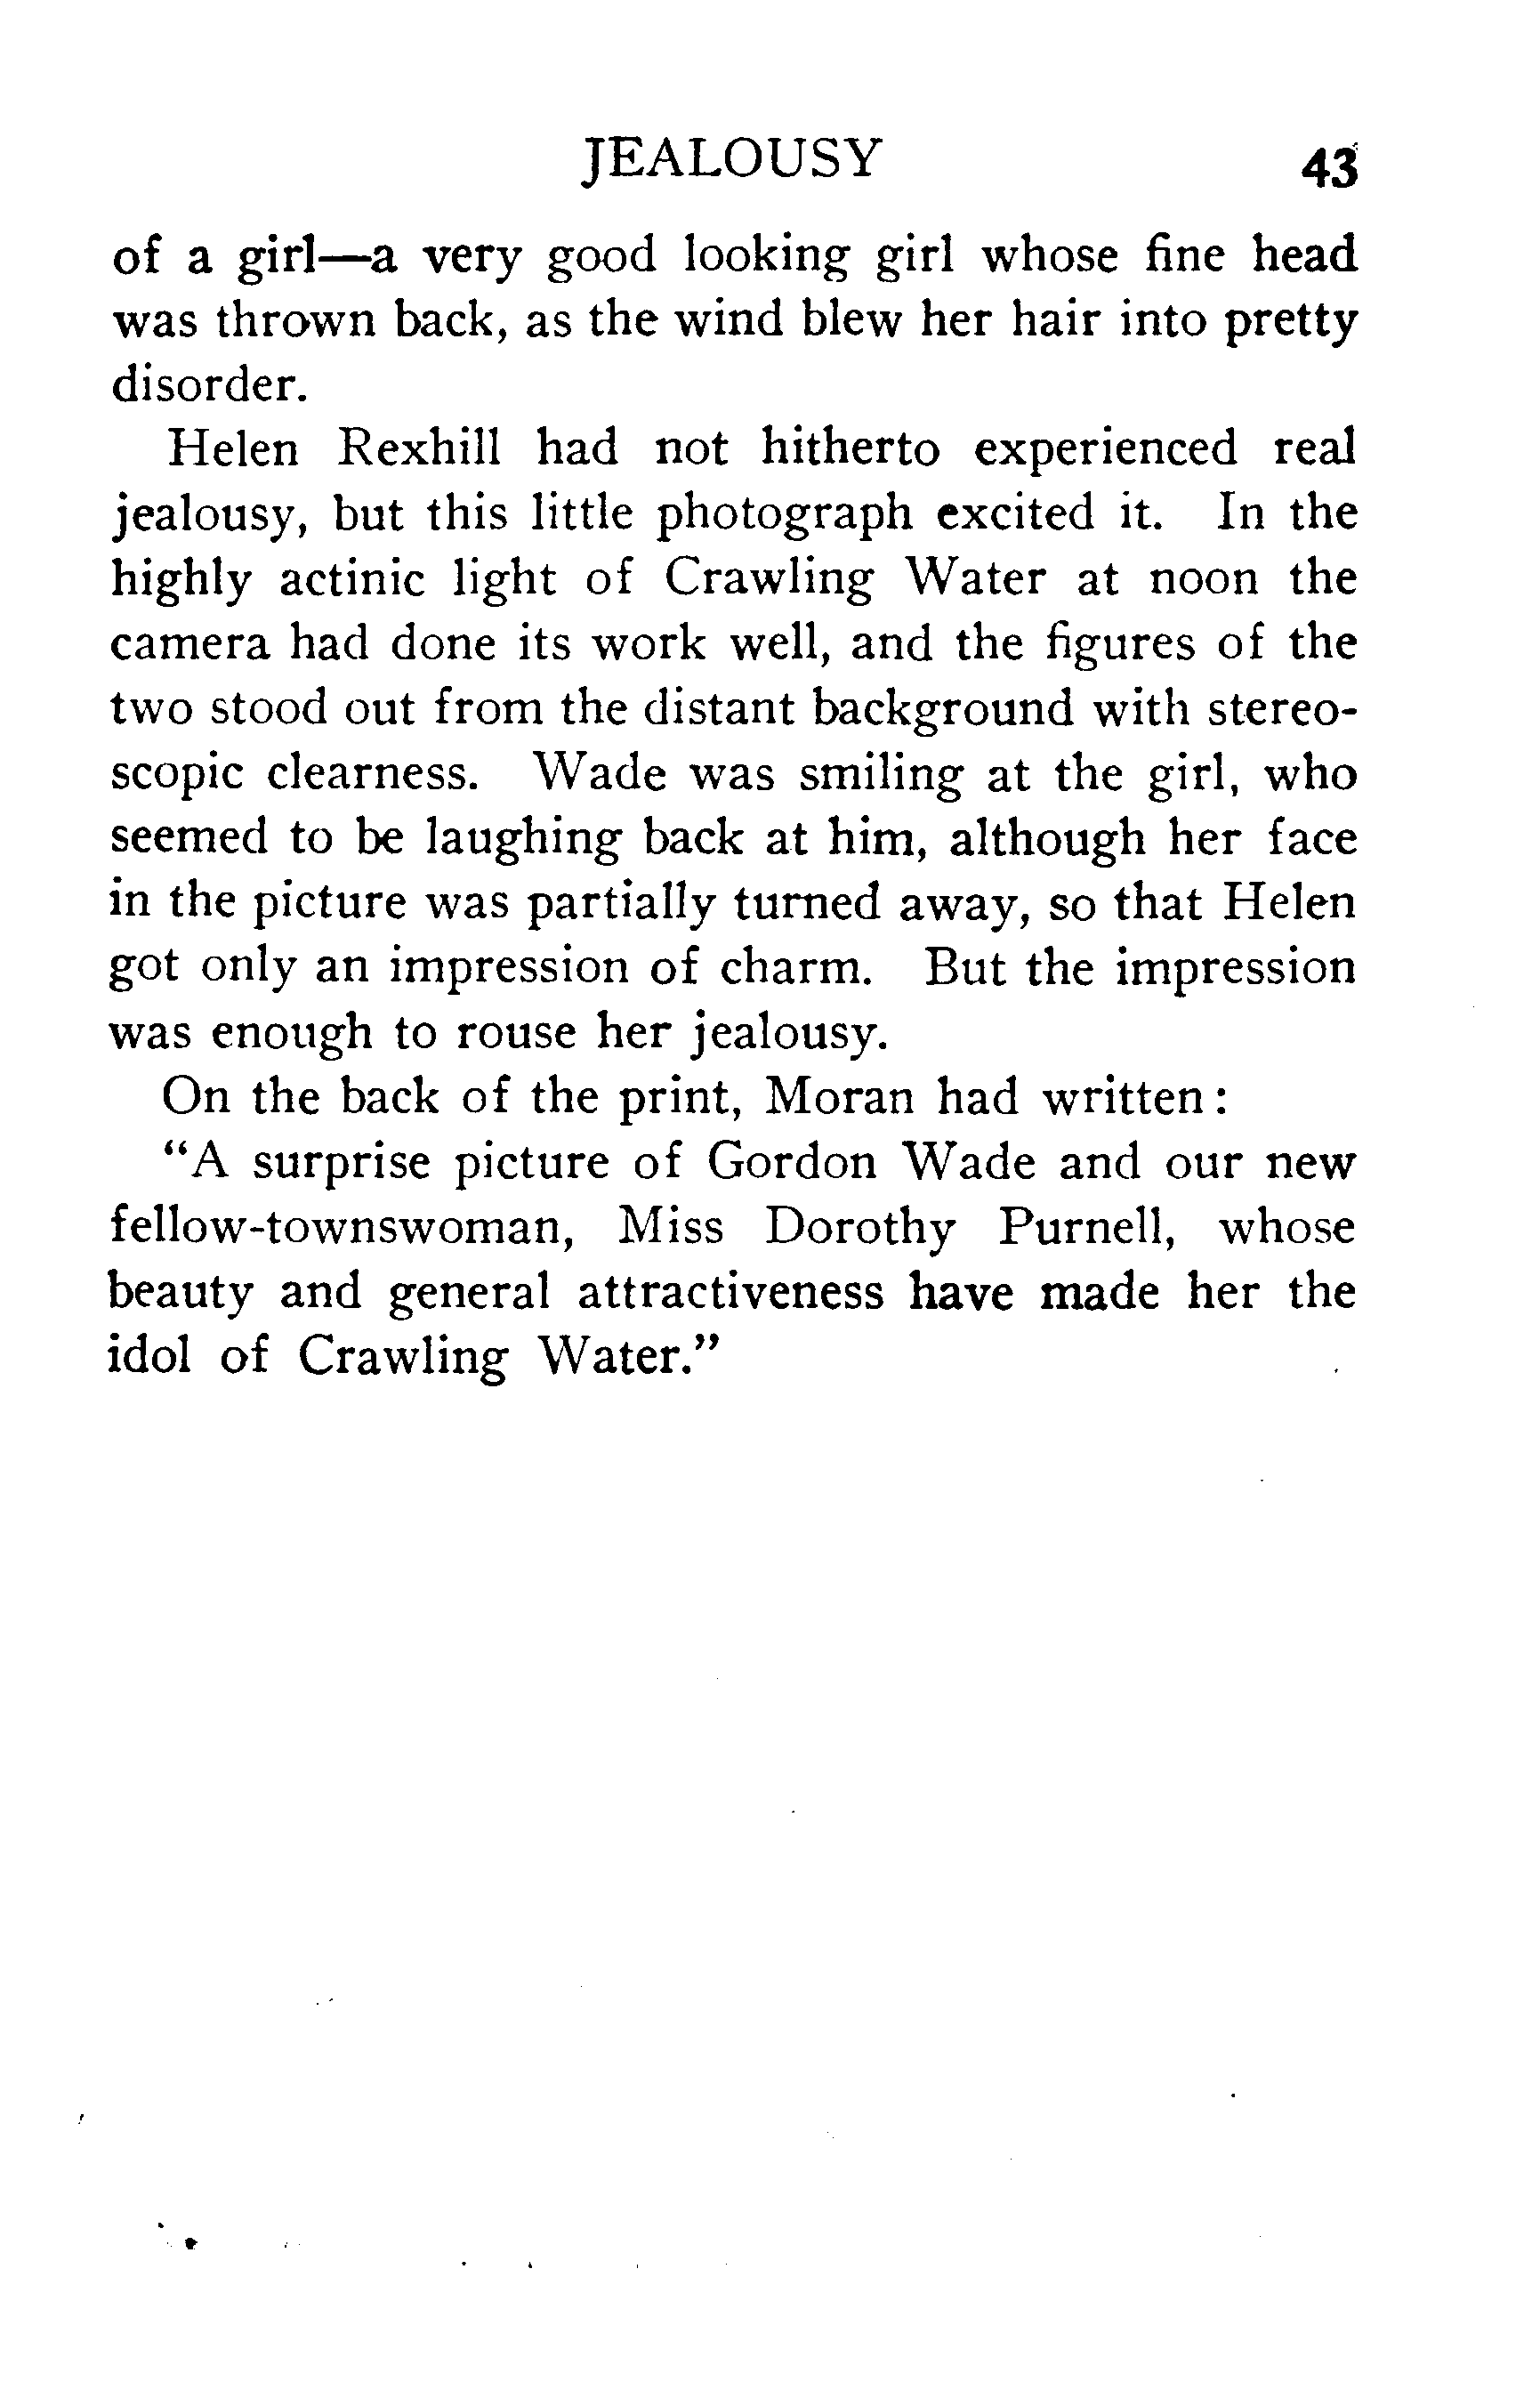 JEALOUSY 43
of a girl—a very good looking girl whose fine head
was thrown back, as the wind blew her hair into pretty
disorder.
Helen Rexhill had not hitherto experienced real
jealousy, but this little photograph excited it. In the
highly actinic light of Crawling Water at noon the
camera had done its work well, and the figures of the
two stood out from the distant background with stereo-
scopic clearness. Wade was smiling at the girl, who
seemed to be laughing back at him, although her face
in the picture was partially turned away, so that Helen
got only an impression of charm. But the impression
was enough to rouse her jealousy.
On the back of the print, Moran had written:
“A surprise picture of Gordon Wade and our new
fellow-townswoman, Miss Dorothy Purnell, whose
beauty and general attractiveness have made her the
idol of Crawling Water.”